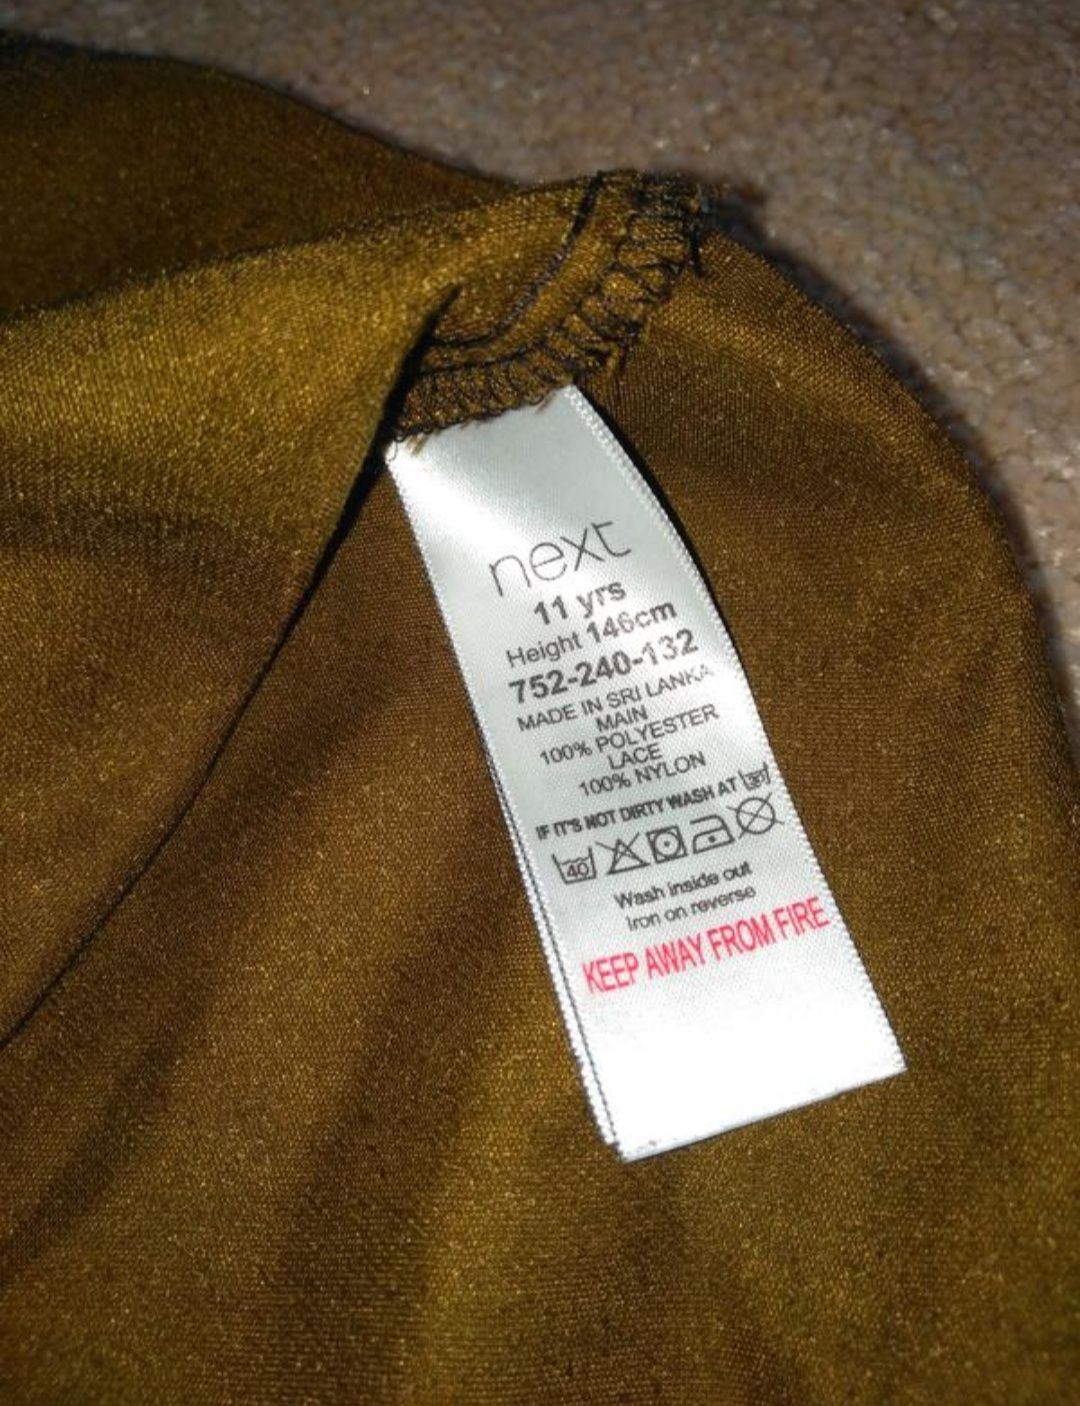 next
11 yrs
Height 146cm
752-240-132
MADE IN SRI LANKA
MAIN
100% POLYESTER
LACE
100% NYLON
IF IT'S NOT DIRTY WASH AT 30
40
Wash inside out
Iron on reverse
KEEP AWAY FROM FIRE